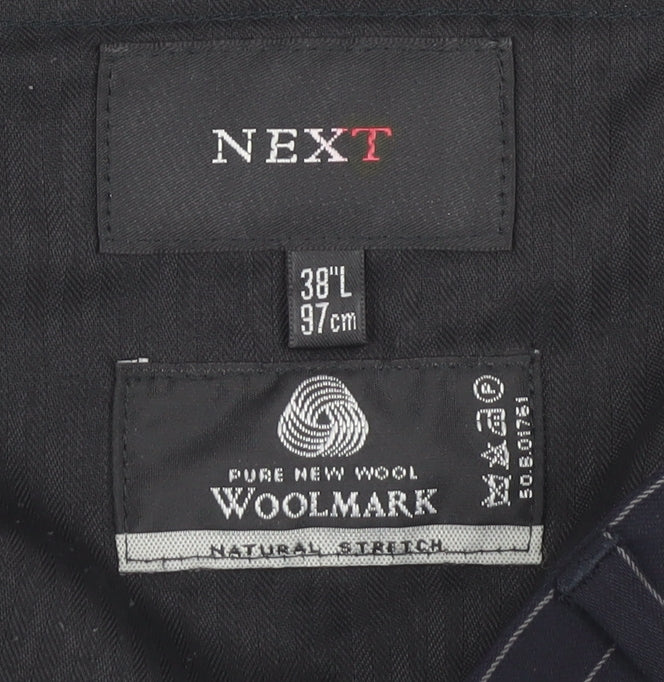 NEXT
38"L
97cm
PURE NEW WOOL
WOOLMARK
NATURAL STRETCH
P
50.B.01761